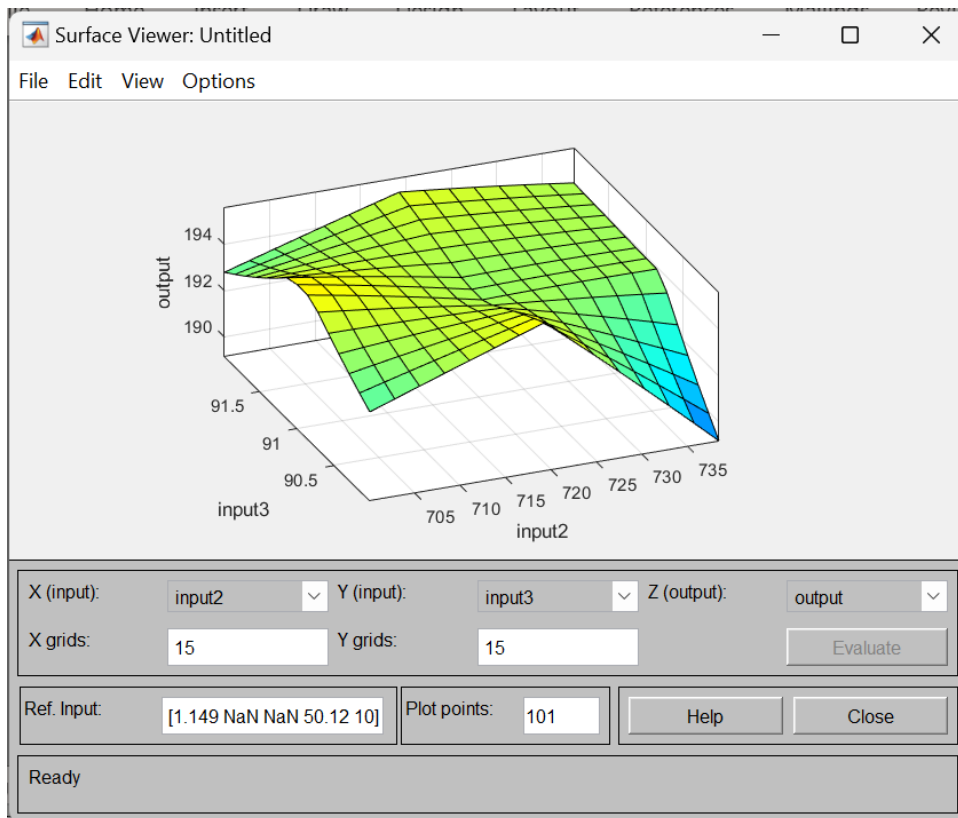 Surface Viewer: Untitled
File Edit View Options
194
192
190
output
91.5
91
90.5
input3
705 710 715 720 725 730 735
input2
X (input): input2 Y (input): input3 Z (output): output
X grids: 15 Y grids: 15 Evaluate
Ref. Input: [1.149 NaN NaN 50.12 10] Plot points: 101 Help Close
Ready